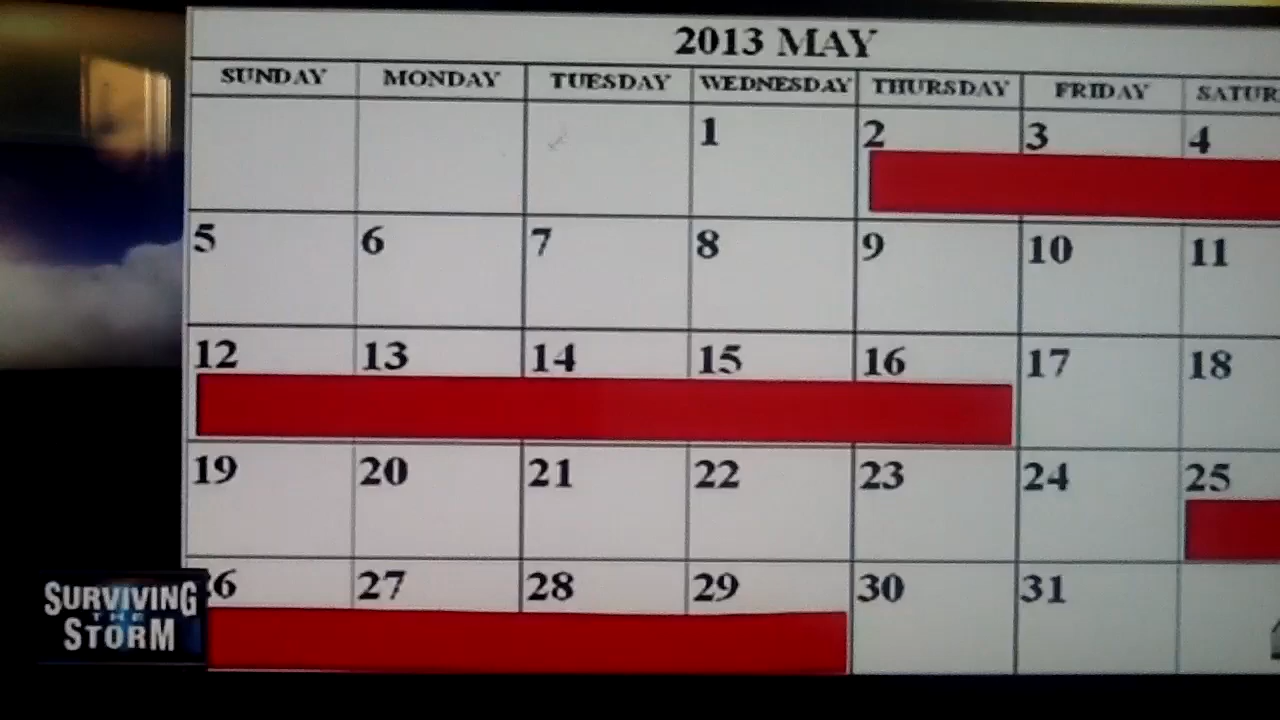 2013 MAY
SUNDAY MONDAY TUESDAY WEDNESDAY THURSDAY FRIDAY SATUR
1 2 3 4
5 6 7 8 9 10 11
12 13 14 15 16 17 18
19 20 21 22 23 24 25
26 27 28 29 30 31
SURVIVING
THE
STORM